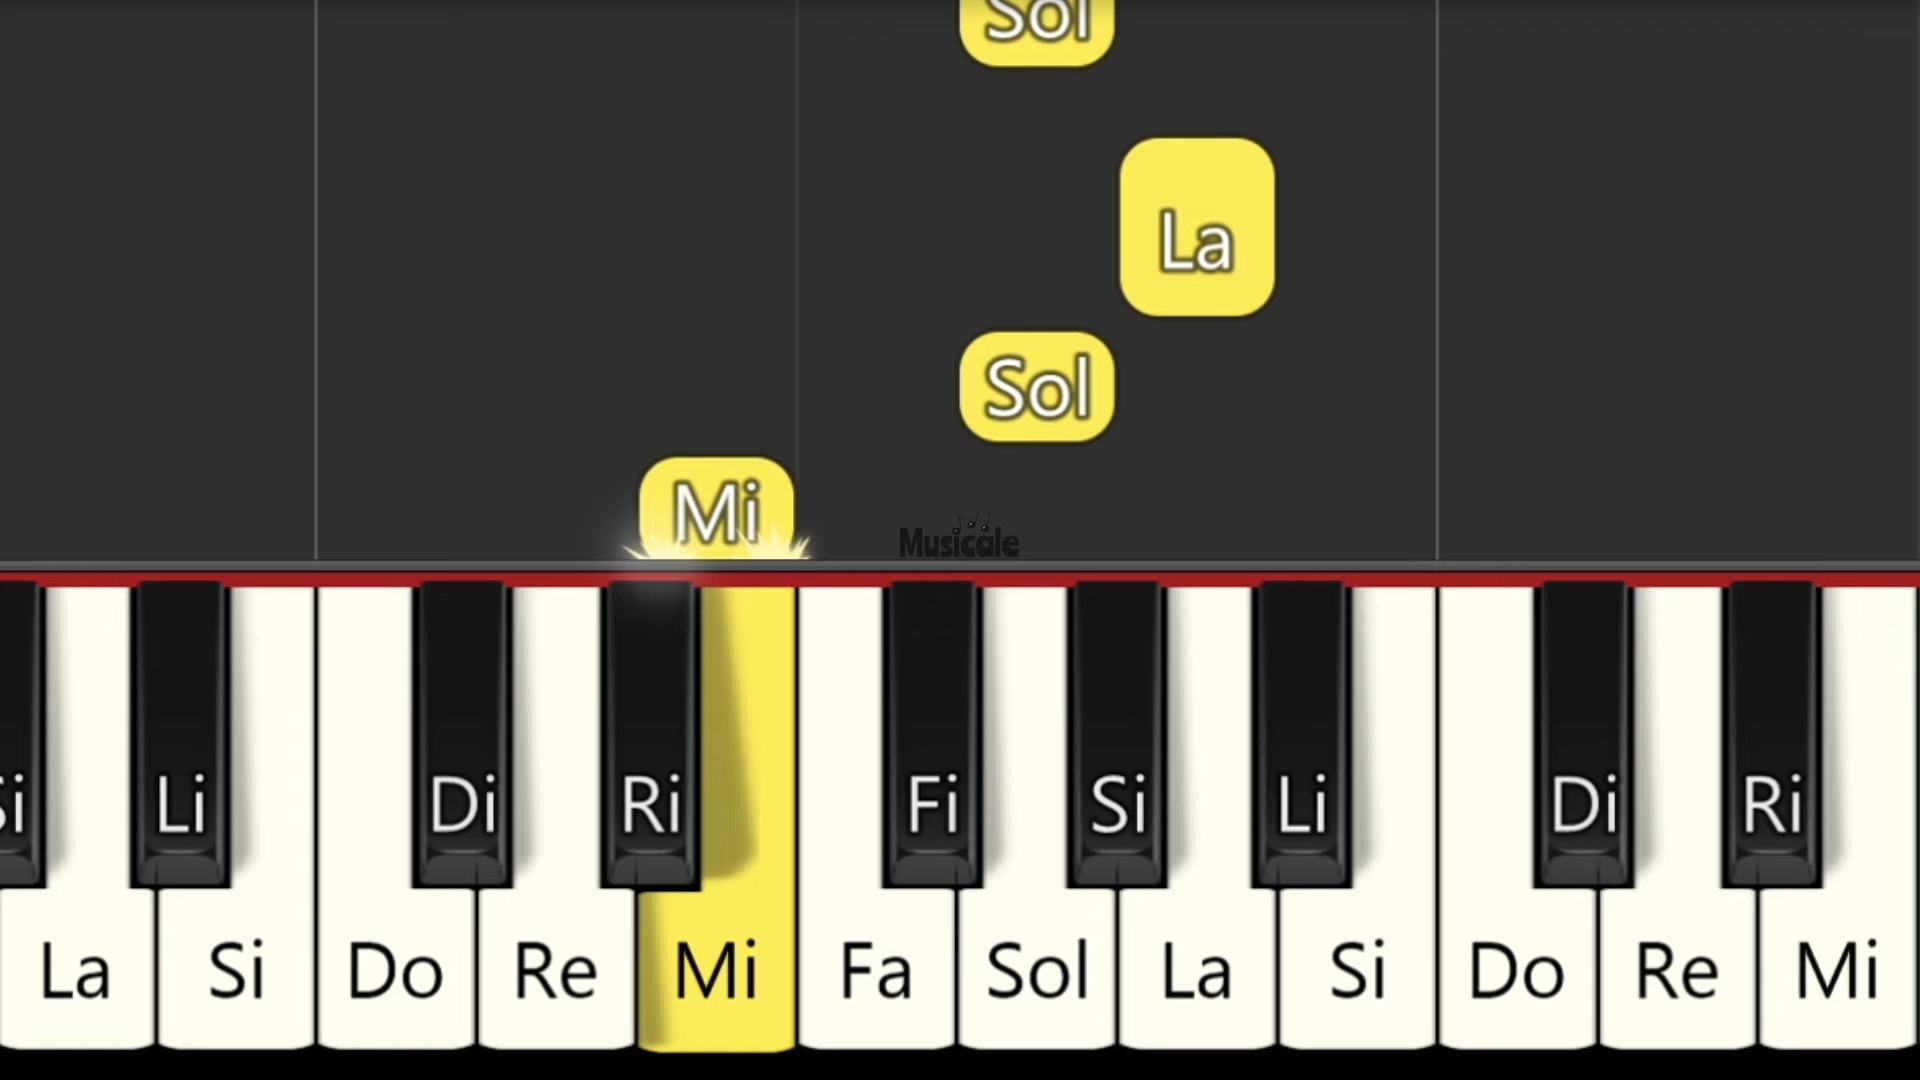 Sol
La
Sol
Mi
Musicale
Si Li Di Ri Fi Si Li Di Ri
La Si Do Re Mi Fa Sol La Si Do Re Mi